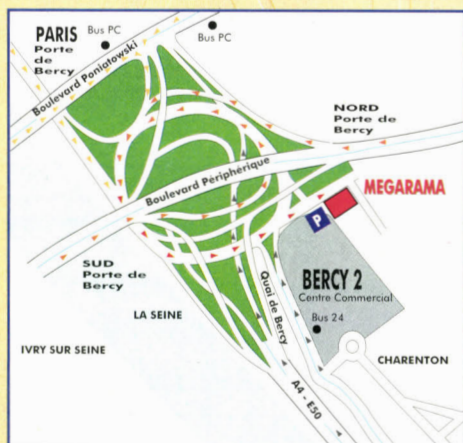 PARIS
Porte
de
Bercy
Bus PC
Bus PC
Boulevard Poniatowski
NORD
Porte de
Bercy
Boulevard Périphérique
MEGARAMA
P
SUD
Porte de
Bercy
BERCY 2
Centre Commercial
Quai de Bercy
LA SEINE
Bus 24
IVRY SUR SEINE
CHARENTON
A4 - E50